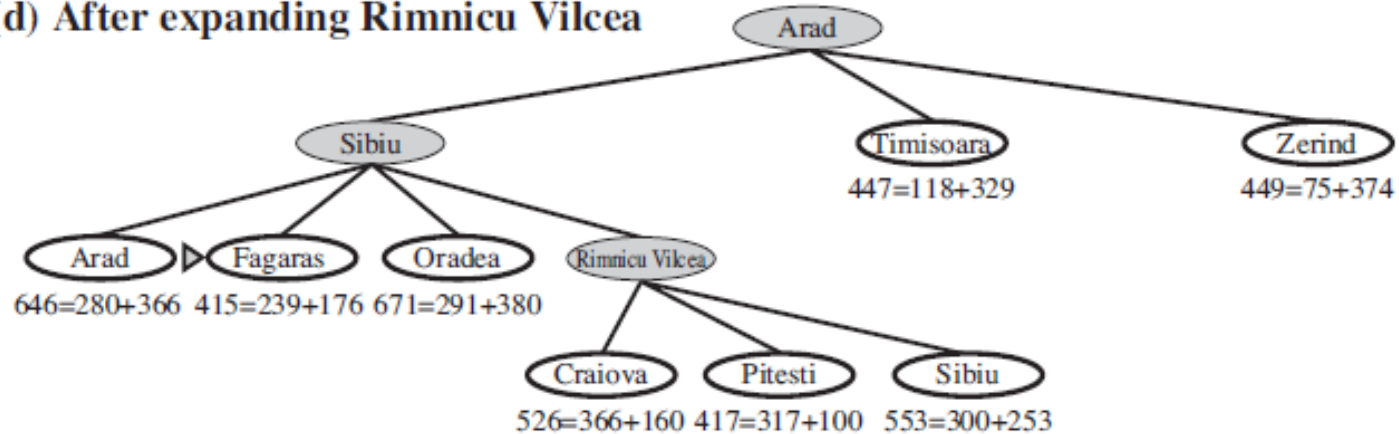 (d) After expanding Rimnicu Vilcea
Arad
Sibiu
Timisoara
Zerind
447=118+329
449=75+374
Arad
Fagaras
Oradea
Rimnicu Vilcea
646=280+366
415=239+176
671=291+380
Craiova
Pitesti
Sibiu
526=366+160
417=317+100
553=300+253